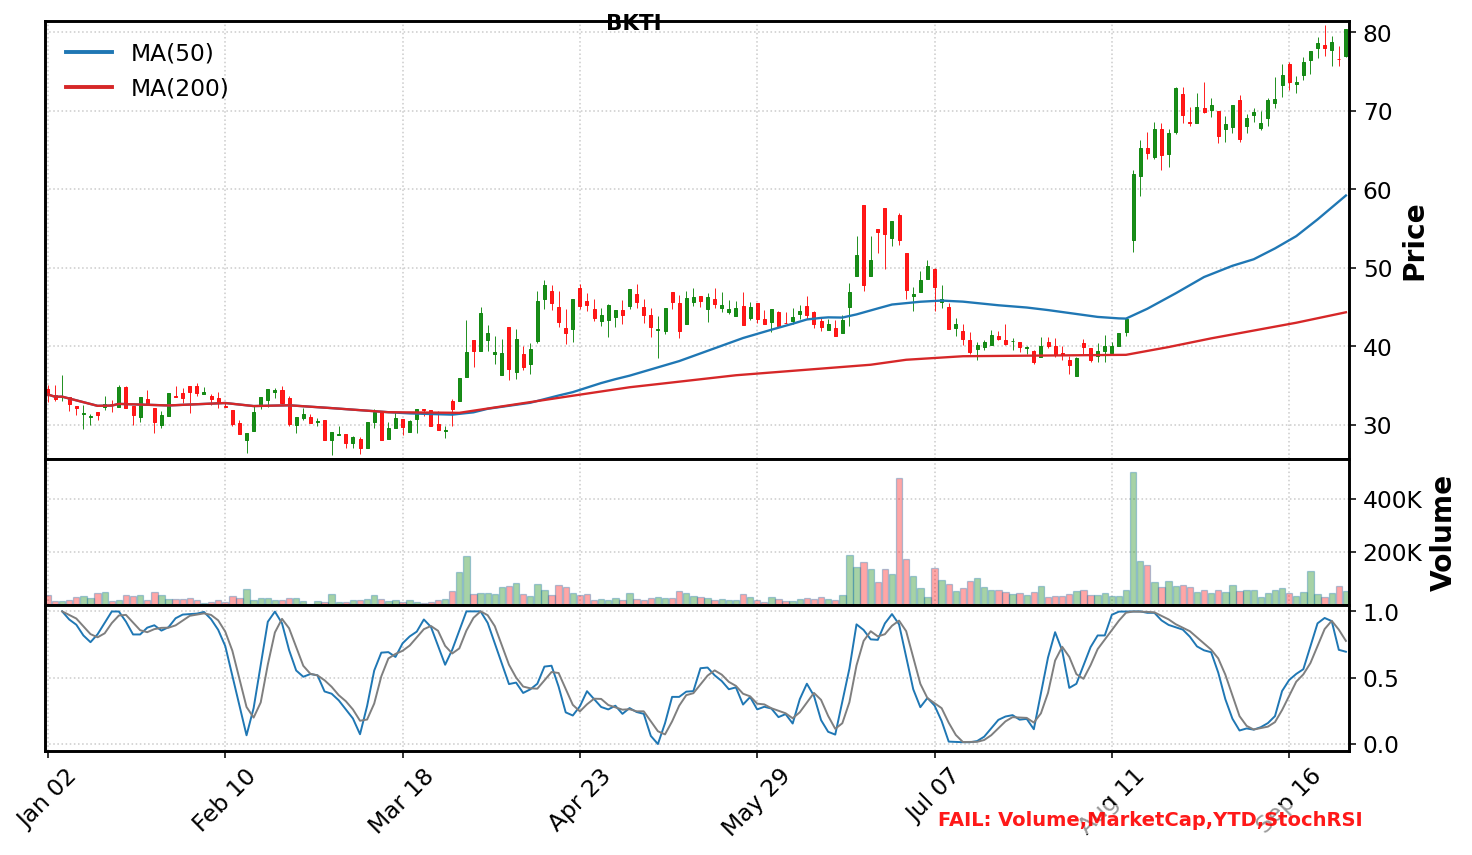 BKTI
MA(50)
MA(200)
80
70
60
50
40
30
Price
400K
200K
Volume
1.0
0.5
0.0
Jan 02
Feb 10
Mar 18
Apr 23
May 29
Jul 07
Aug 11
Sep 16
FAIL: Volume,MarketCap,YTD,StochRSI